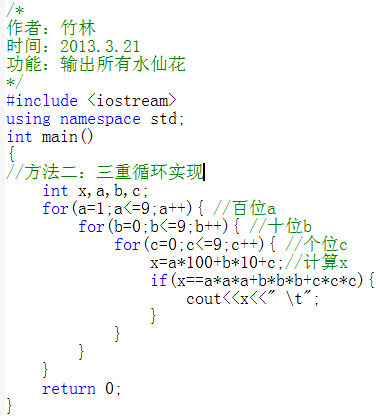 /*
作者：竹林
时间：2013.3.21
功能：输出所有水仙花
*/
#include <iostream>
using namespace std;
int main()
{
//方法二：三重循环实现
    int x,a,b,c;
    for(a=1;a<=9;a++){ //百位a
        for(b=0;b<=9;b++){ //十位b
            for(c=0;c<=9;c++){ //个位c
                x=a*100+b*10+c;//计算x
                if(x==a*a*a+b*b*b+c*c*c){
                    cout<<x<<" \t";
                }
            }
        }
    }
    return 0;
}